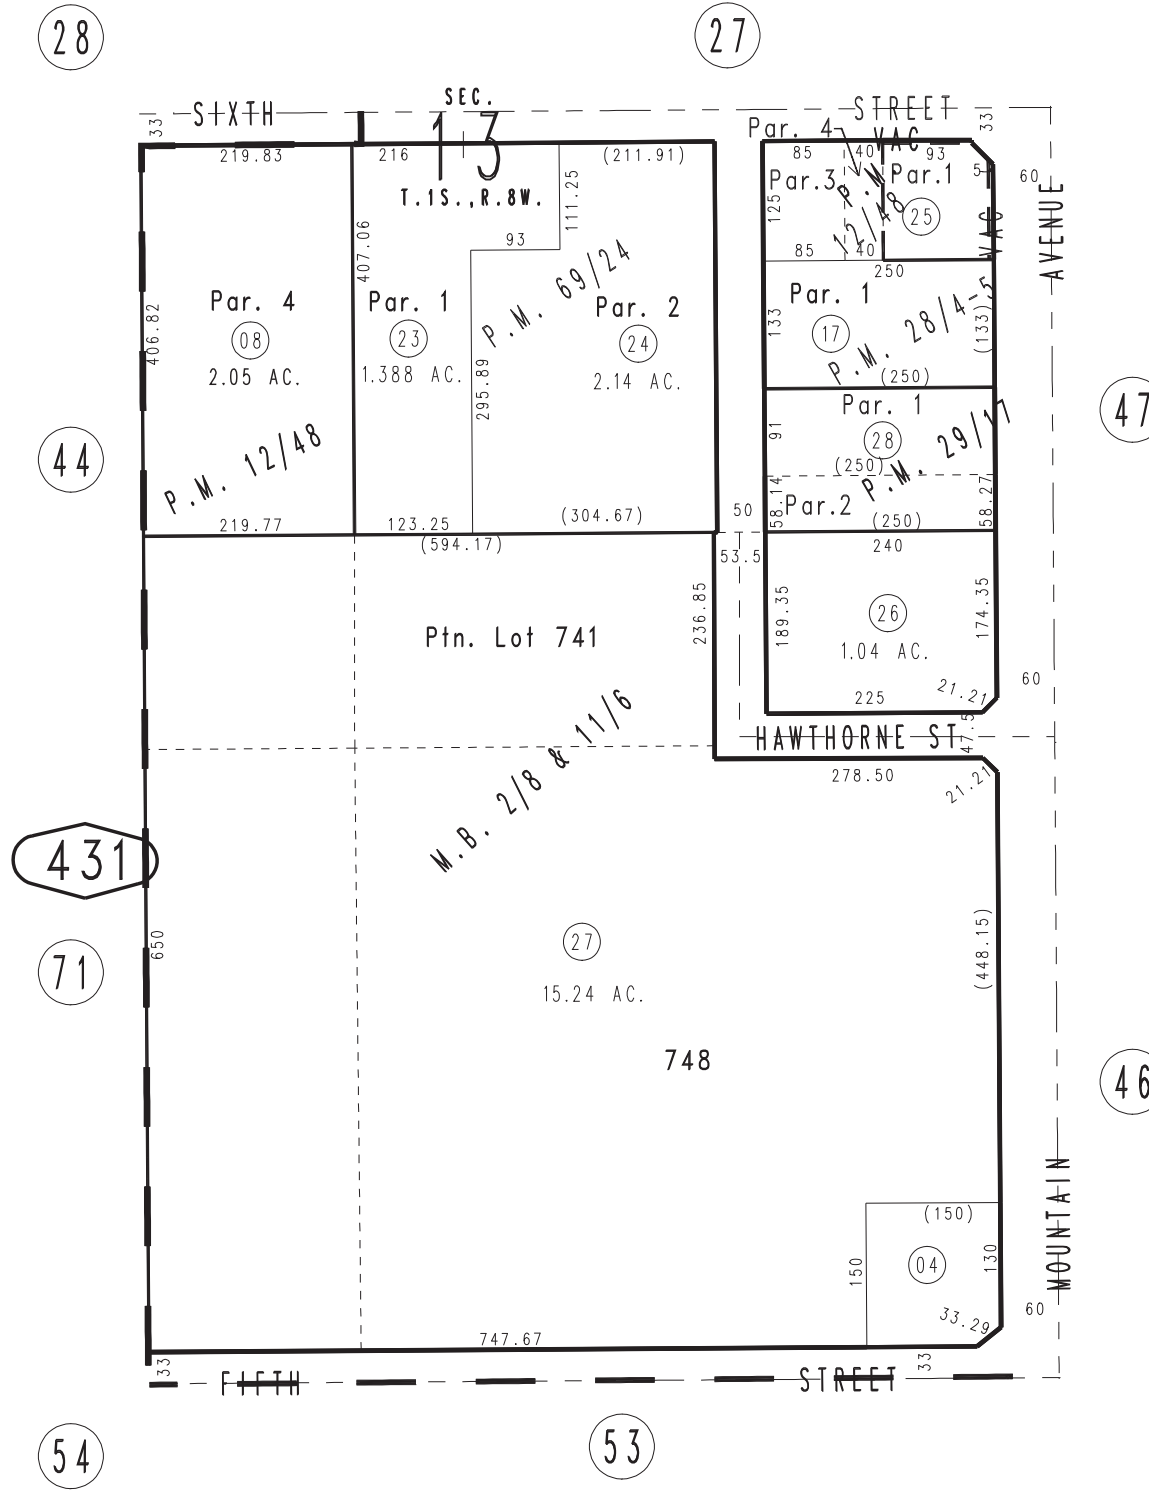 28
27
SIXTH
SEC.
13
T.1S.,R.8W.
STREET
VAC
33
33
219.83
216
(211.91)
Par. 4
85
40
93
5
60
Par.3
P.M. 12/48
Par.1
25
VAC
AVENUE
125
85
40
250
111.25
93
407.06
406.82
Par. 4
08
2.05 AC.
P.M. 12/48
219.77
Par. 1
23
1.388 AC.
295.89
P.M. 69/24
Par. 2
24
2.14 AC.
123.25
(304.67)
(594.17)
Par. 1
17
133
P.M. 28/4-5
(133)
(250)
Par. 1
91
28
(250)
P.M. 29/17
58.14
Par.2
(250)
58.27
50
53.5
240
44
47
236.85
189.35
26
1.04 AC.
174.35
225
21.21
60
Ptn. Lot 741
HAWTHORNE ST
47.5
278.50
21.21
M.B. 2/8 & 11/6
431
71
650
27
15.24 AC.
(448.15)
748
46
MOUNTAIN
(150)
150
04
130
33.29
60
747.67
33
33
FIFTH
STREET
54
53